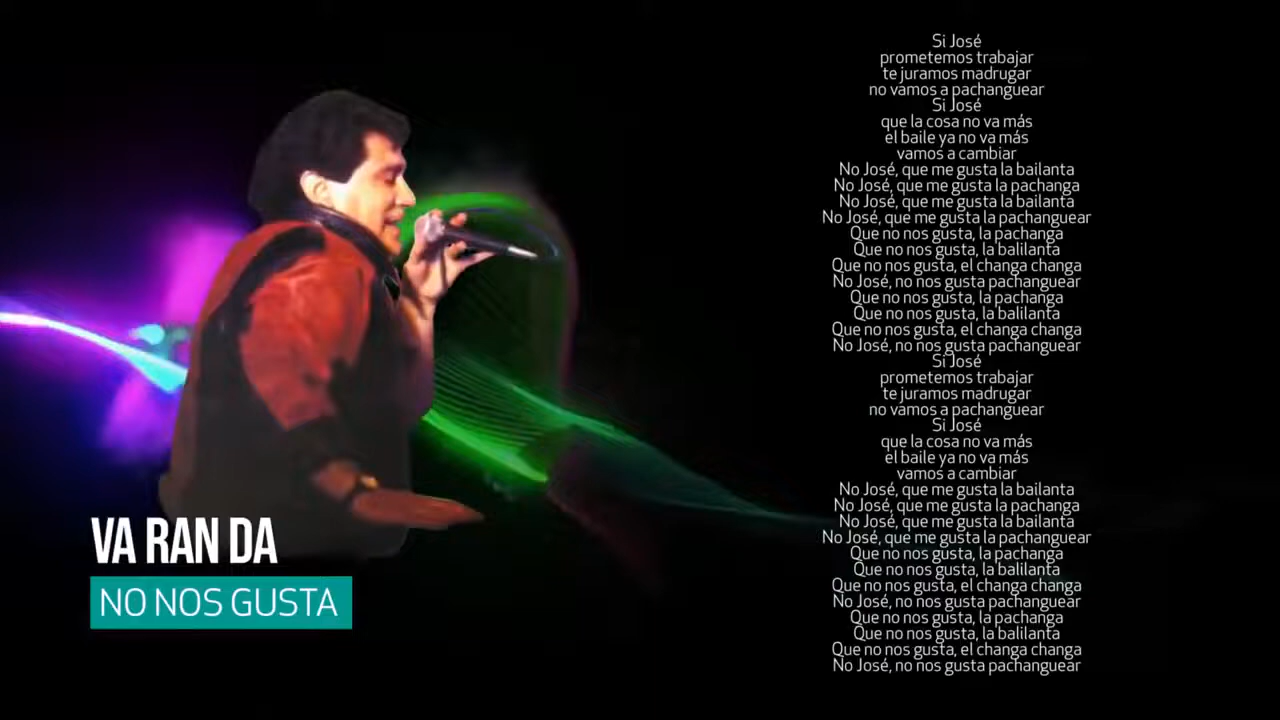 VA RAN DA
NO NOS GUSTA
Si José
prometemos trabajar
te juramos madrugar
no vamos a pachanguear
Si José
que la cosa no va más
el baile ya no va más
vamos a cambiar
No José, que me gusta la bailanta
No José, que me gusta la pachanga
No José, que me gusta la bailanta
No José, que me gusta la pachanguear
Que no nos gusta, la pachanga
Que no nos gusta, la balilanta
Que no nos gusta, el changa changa
No José, no nos gusta pachanguear
Que no nos gusta, la pachanga
Que no nos gusta, la balilanta
Que no nos gusta, el changa changa
No José, no nos gusta pachanguear
Si José
prometemos trabajar
te juramos madrugar
no vamos a pachanguear
Si José
que la cosa no va más
el baile ya no va más
vamos a cambiar
No José, que me gusta la bailanta
No José, que me gusta la pachanga
No José, que me gusta la bailanta
No José, que me gusta la pachanguear
Que no nos gusta, la pachanga
Que no nos gusta, la balilanta
Que no nos gusta, el changa changa
No José, no nos gusta pachanguear
Que no nos gusta, la pachanga
Que no nos gusta, la balilanta
Que no nos gusta, el changa changa
No José, no nos gusta pachanguear